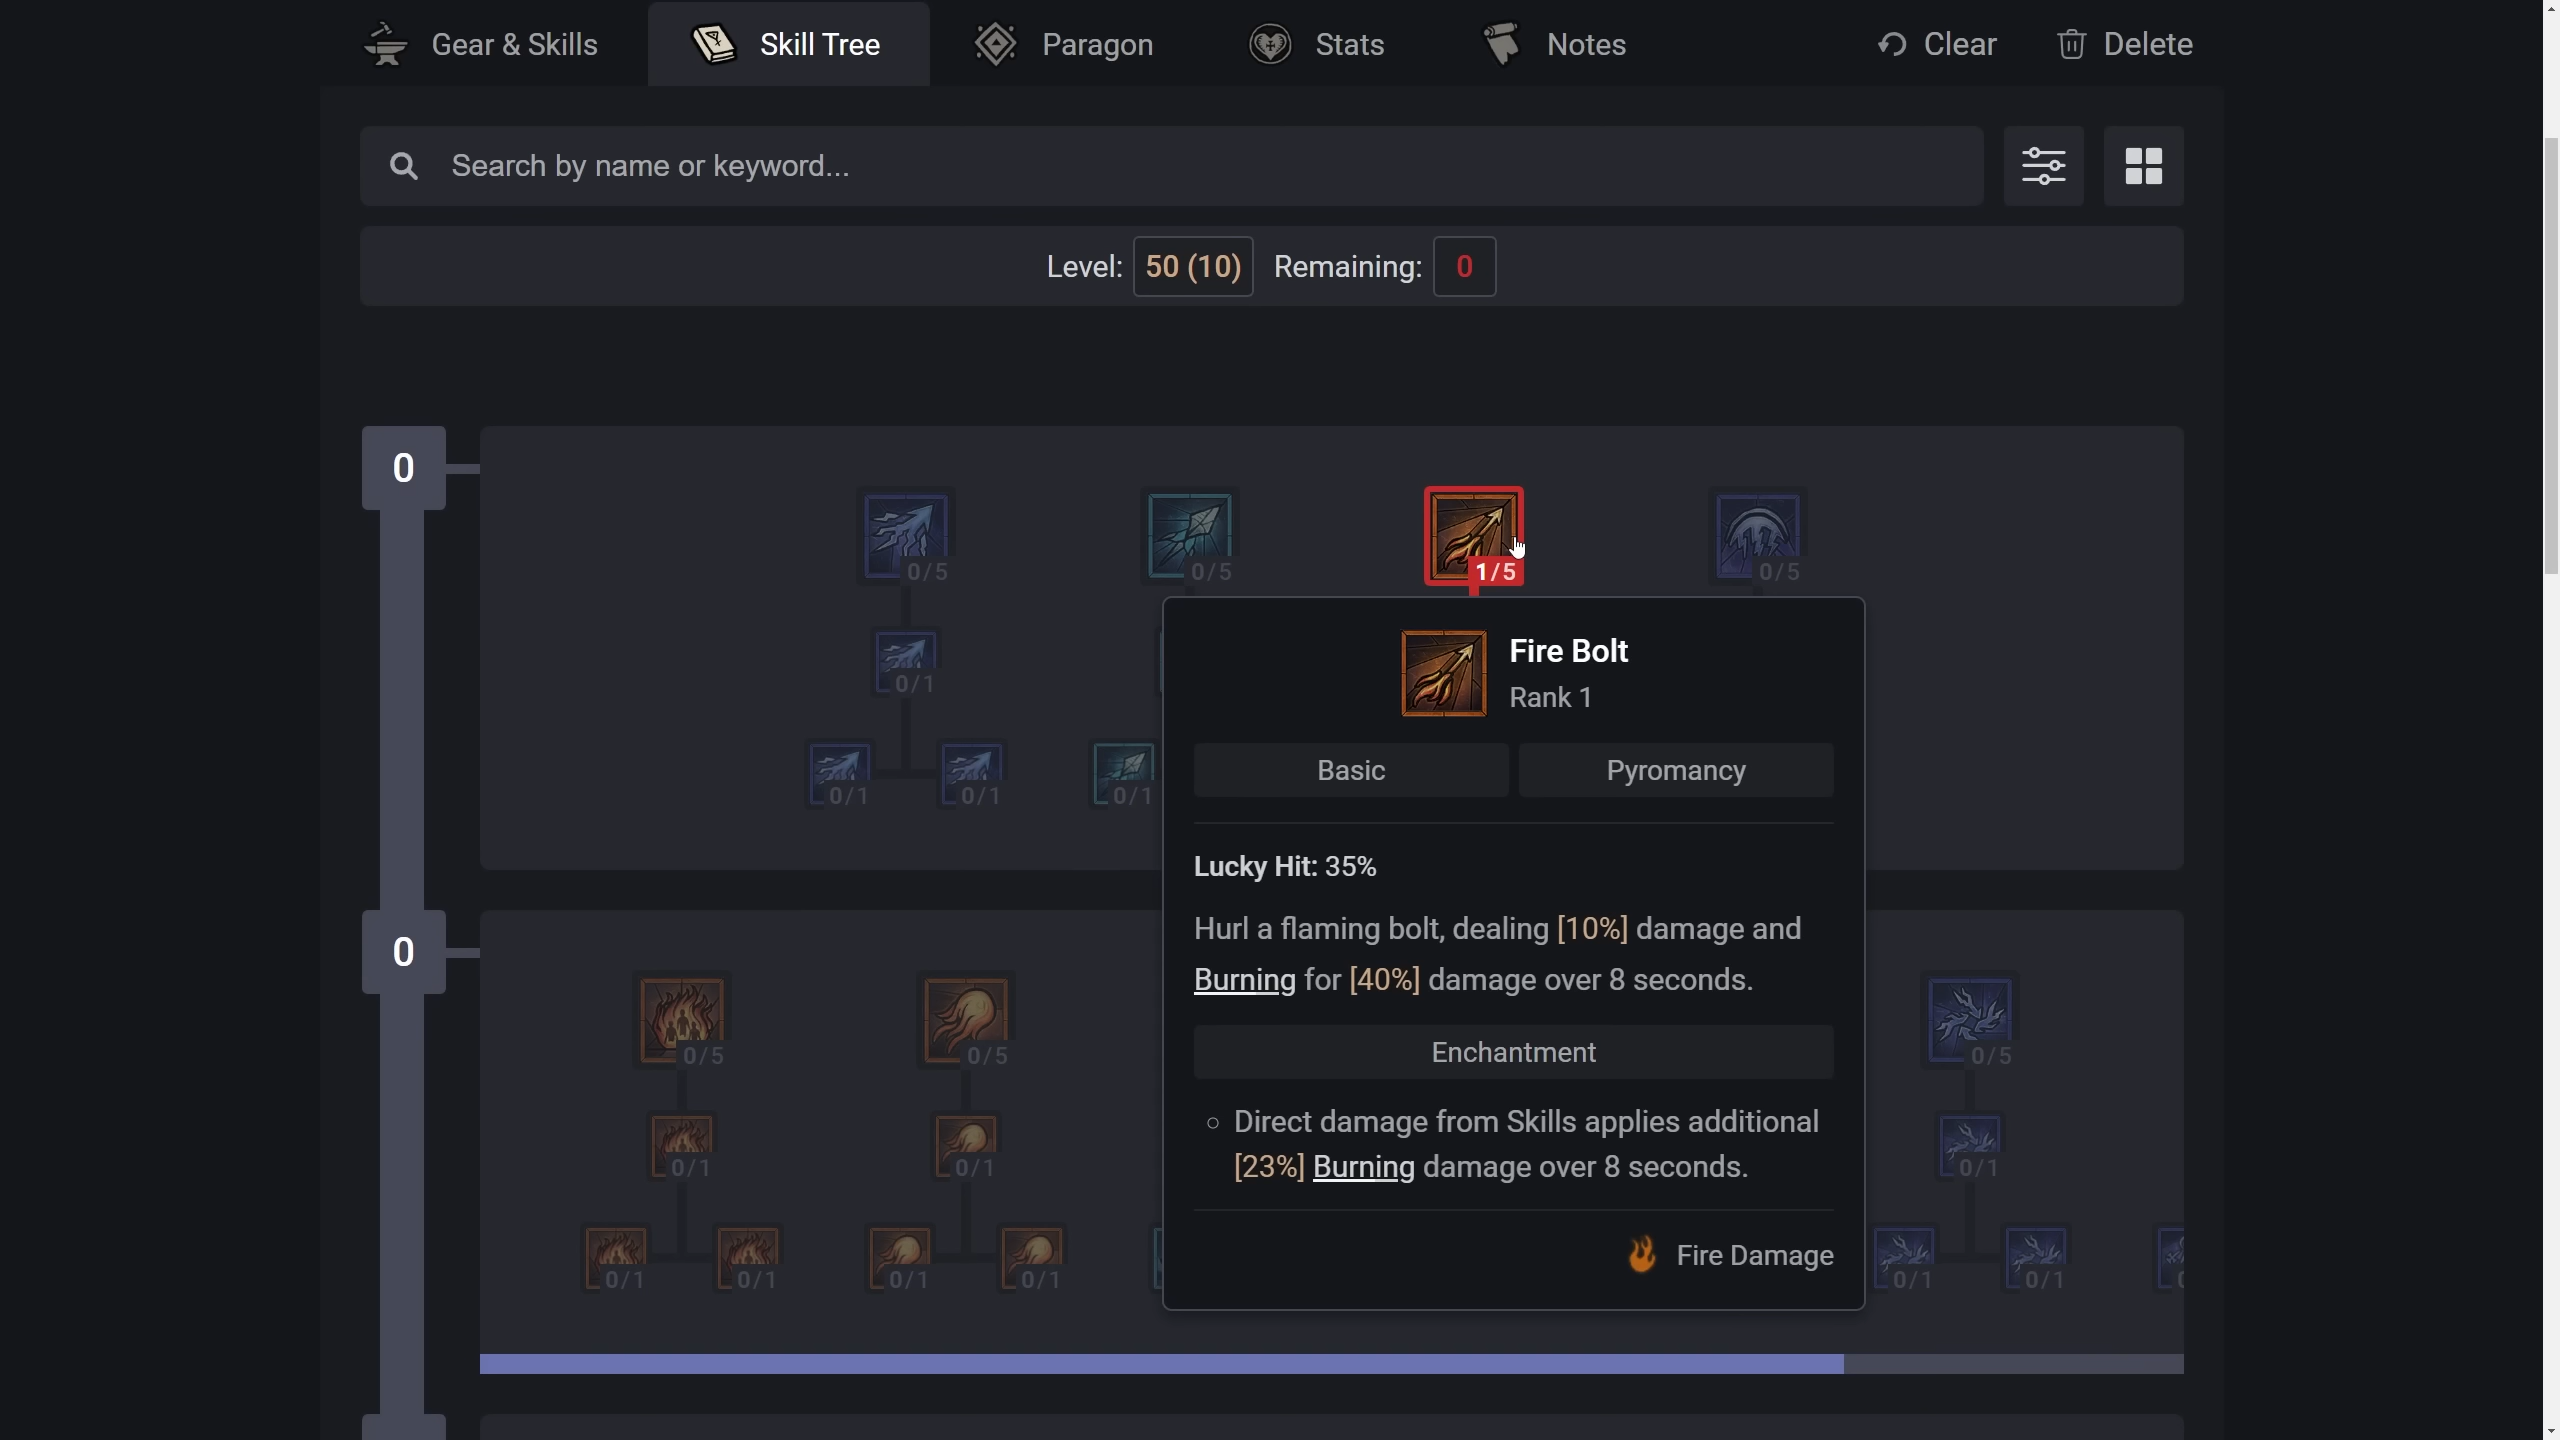 Gear & Skills
Skill Tree
Paragon
Stats
Notes
Clear
Delete
Search by name or keyword...
Level: 50 (10) Remaining: 0
0
0/5
0/5
1/5
0/5
0/1
0/1
0/1
0/1
Fire Bolt
Rank 1
Basic
Pyromancy
Lucky Hit: 35%
Hurl a flaming bolt, dealing [10%] damage and
Burning for [40%] damage over 8 seconds.
Enchantment
Direct damage from Skills applies additional
[23%] Burning damage over 8 seconds.
Fire Damage
0
0/5
0/5
0/5
0/1
0/1
0/1
0/1
0/1
0/1
0/1
0/1
0/1